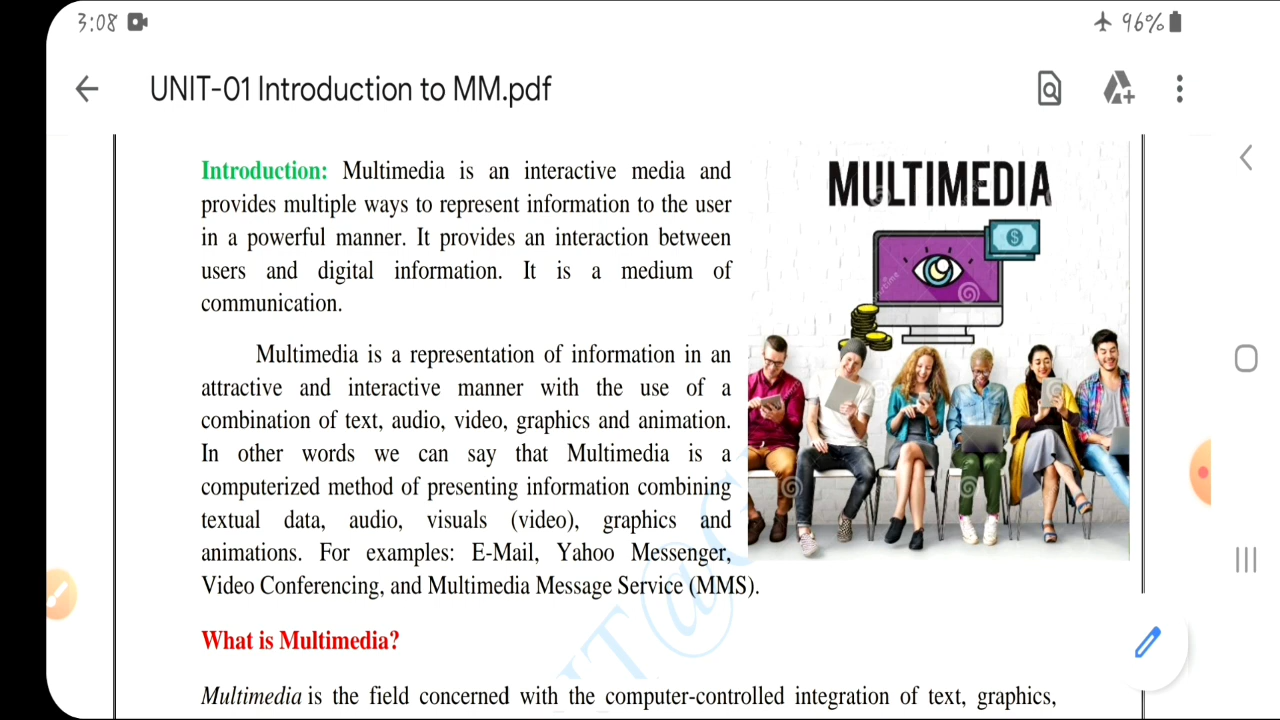 3:08
96%
UNIT-01 Introduction to MM.pdf
Introduction: Multimedia is an interactive media and
provides multiple ways to represent information to the user
in a powerful manner. It provides an interaction between
users and digital information. It is a medium of
communication.
MULTIMEDIA
$
Multimedia is a representation of information in an
attractive and interactive manner with the use of a
combination of text, audio, video, graphics and animation.
In other words we can say that Multimedia is a
computerized method of presenting information combining
textual data, audio, visuals (video), graphics and
animations. For examples: E-Mail, Yahoo Messenger,
Video Conferencing, and Multimedia Message Service (MMS).
What is Multimedia?
Multimedia is the field concerned with the computer-controlled integration of text, graphics,